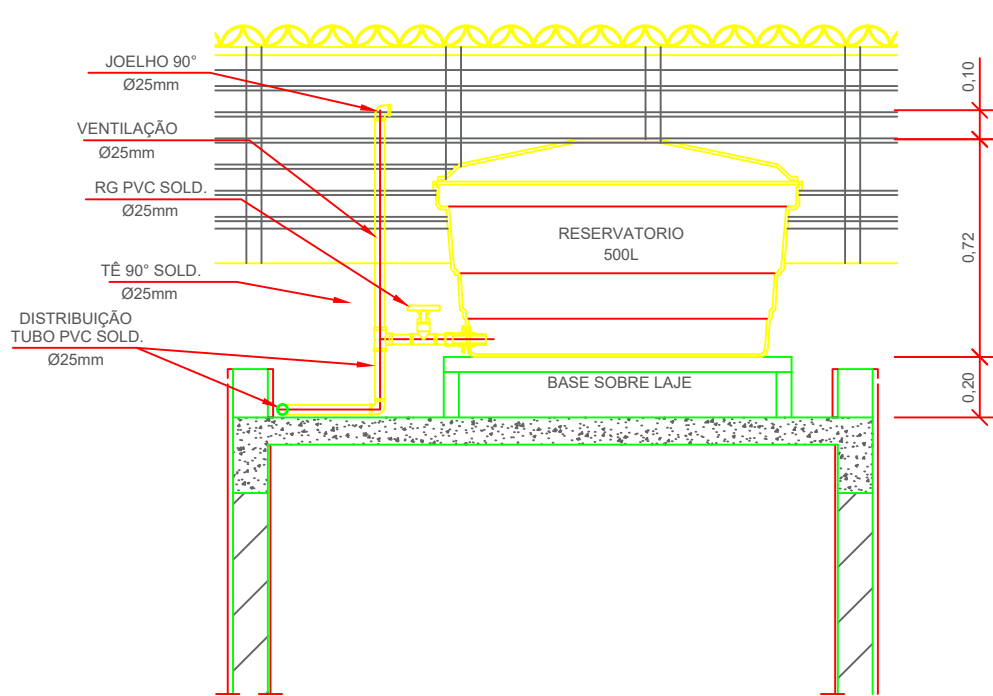 JOELHO 90°
Ø25mm
VENTILAÇÃO
Ø25mm
RG PVC SOLD.
Ø25mm
TÊ 90° SOLD.
Ø25mm
DISTRIBUIÇÃO
TUBO PVC SOLD.
Ø25mm
RESERVATORIO
500L
BASE SOBRE LAJE
0,10
0,72
0,20